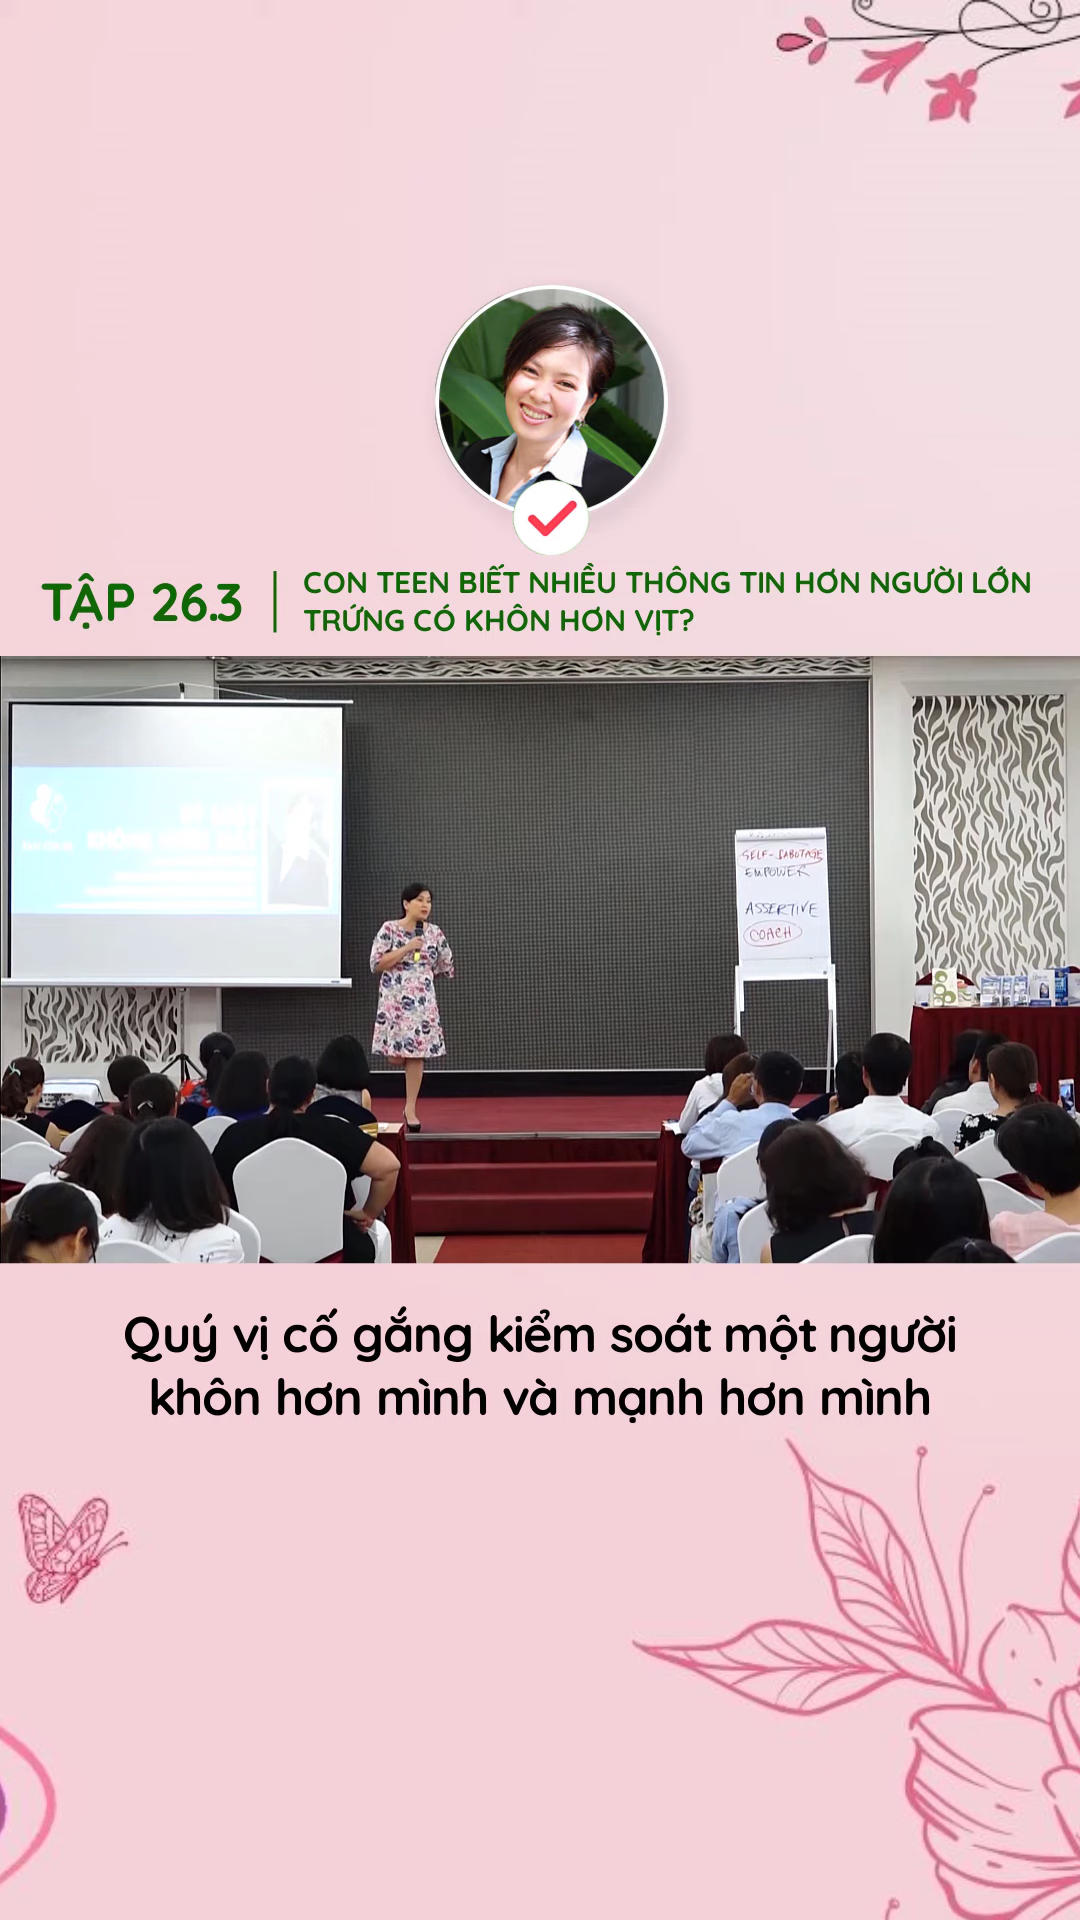 TẬP 26.3
CON TEEN BIẾT NHIỀU THÔNG TIN HƠN NGƯỜI LỚN
TRỨNG CÓ KHÔN HƠN VỊT?
SELF-SABOTAGE
EMPOWER
ASSERTIVE
COACH
Quý vị cố gắng kiểm soát một người
khôn hơn mình và mạnh hơn mình